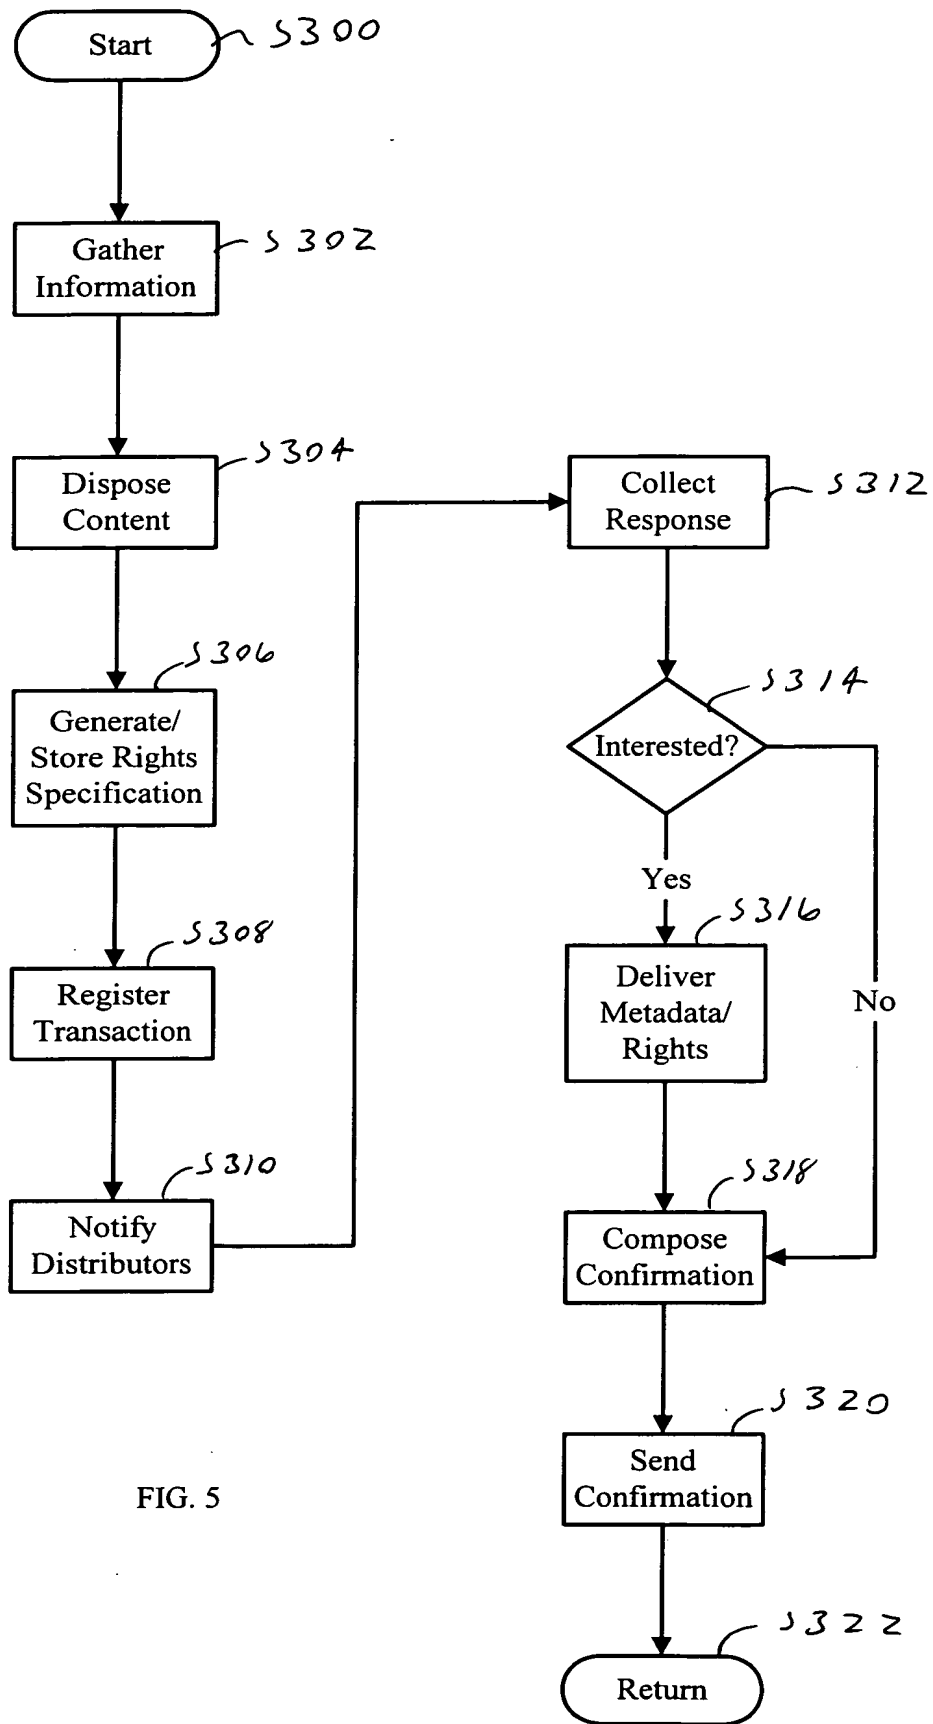 Start
S300
Gather
Information
S302
Dispose
Content
S304
Generate/
Store Rights
Specification
S306
Register
Transaction
S308
Notify
Distributors
S310
Collect
Response
S312
Interested?
S314
Yes
No
Deliver
Metadata/
Rights
S316
Compose
Confirmation
S318
Send
Confirmation
S320
Return
S322
FIG. 5